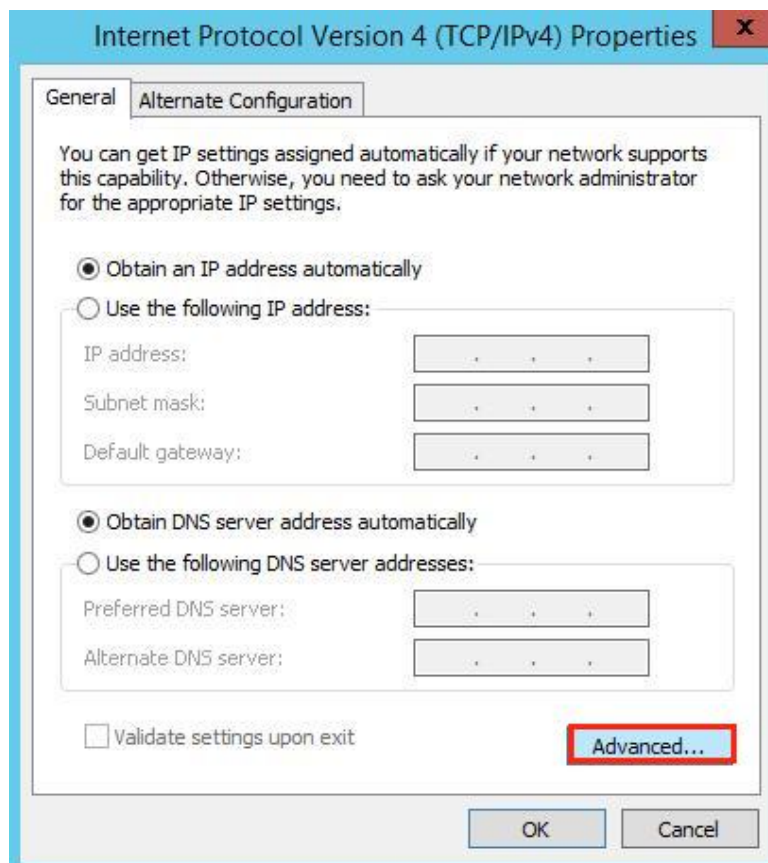 Internet Protocol Version 4 (TCP/IPv4) Properties
x
General
Alternate Configuration
You can get IP settings assigned automatically if your network supports
this capability. Otherwise, you need to ask your network administrator
for the appropriate IP settings.
Obtain an IP address automatically
Use the following IP address:
IP address:
Subnet mask:
Default gateway:
Obtain DNS server address automatically
Use the following DNS server addresses:
Preferred DNS server:
Alternate DNS server:
Validate settings upon exit
Advanced...
OK
Cancel